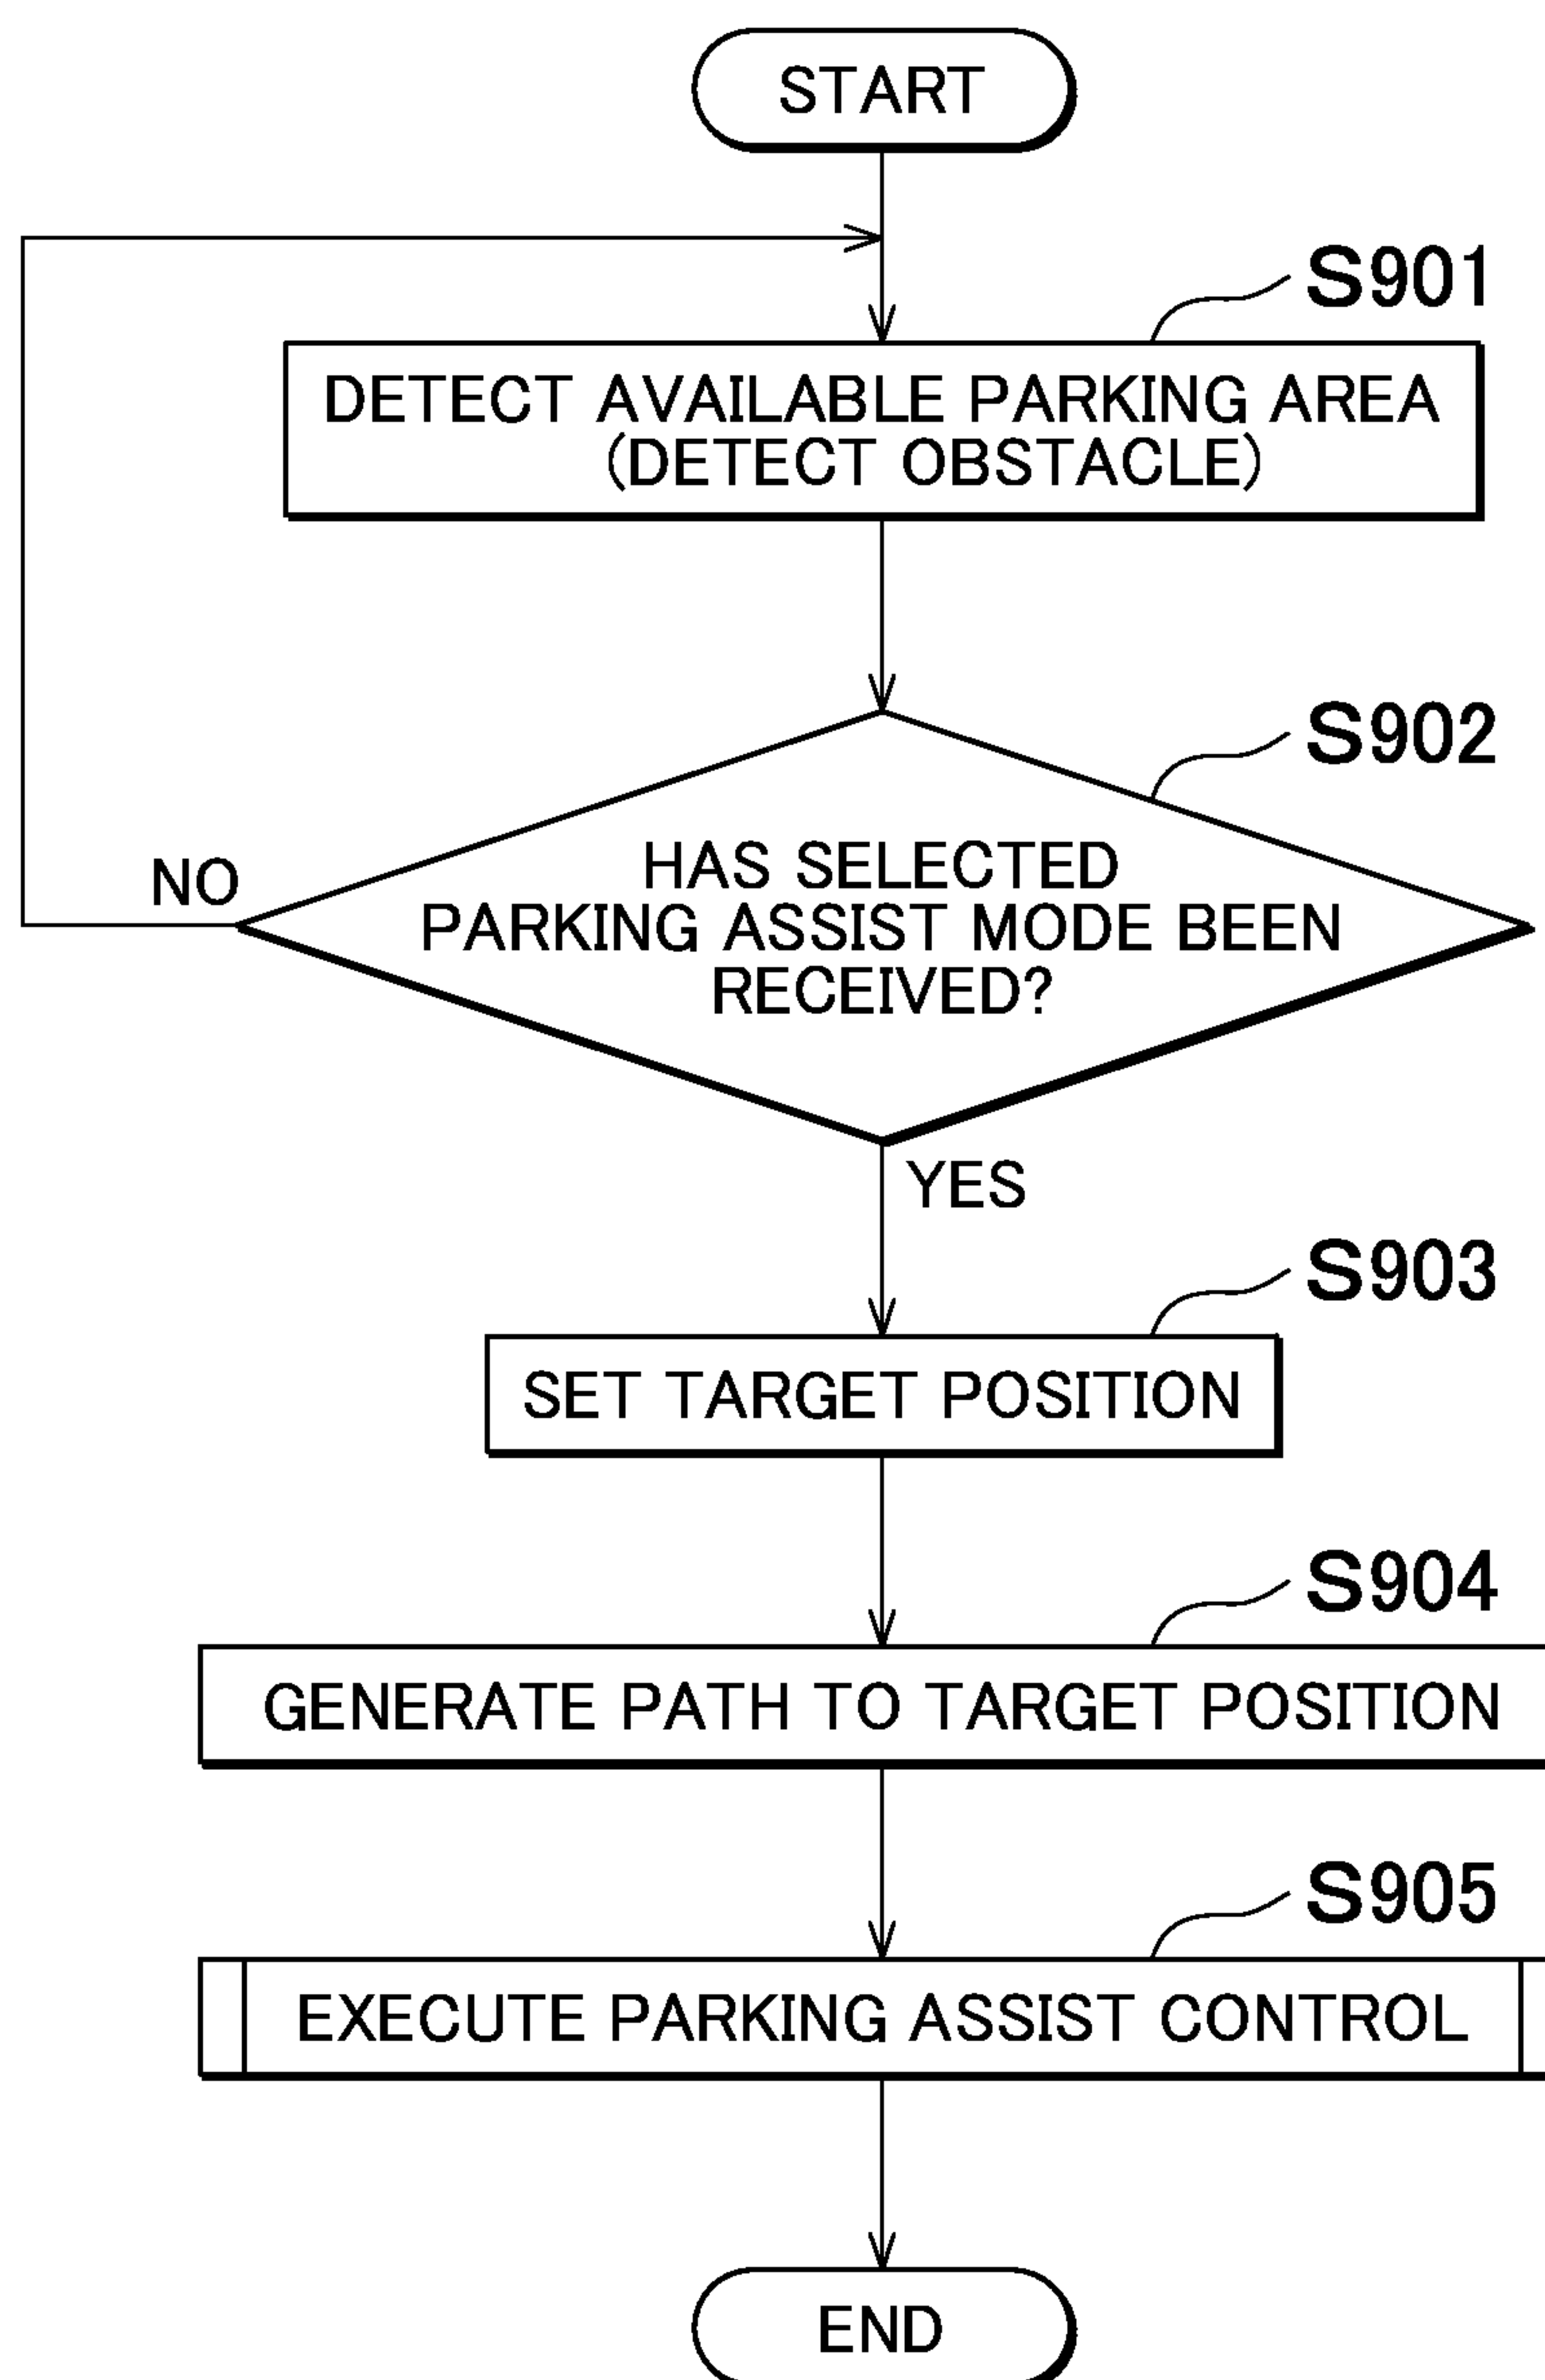 START
S901
DETECT AVAILABLE PARKING AREA
(DETECT OBSTACLE)
S902
HAS SELECTED
PARKING ASSIST MODE BEEN
RECEIVED?
NO
YES
S903
SET TARGET POSITION
S904
GENERATE PATH TO TARGET POSITION
S905
EXECUTE PARKING ASSIST CONTROL
END